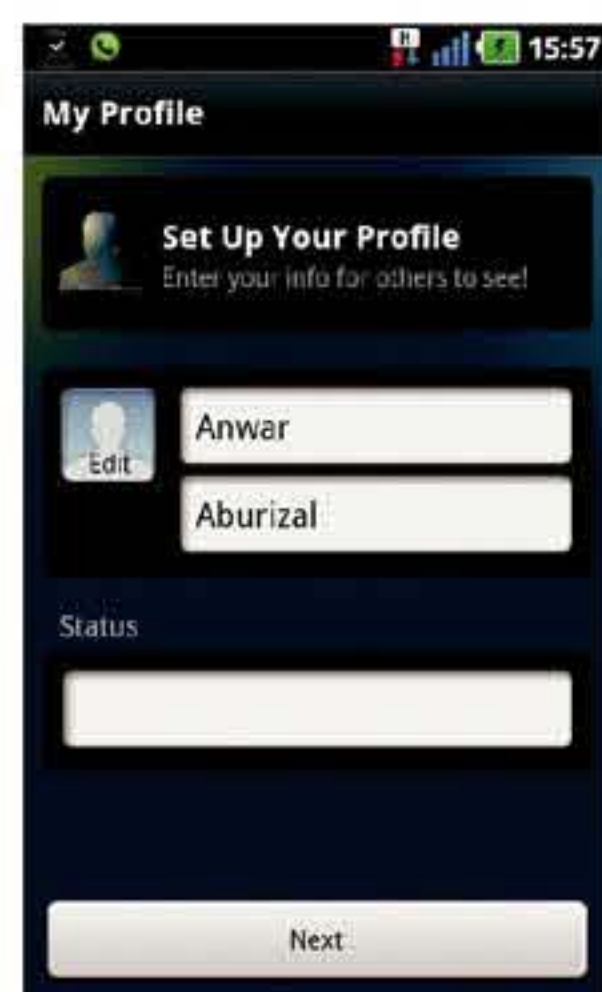 H
15:57
My Profile
Set Up Your Profile
Enter your info for others to see!
Edit
Anwar
Aburizal
Status
Next